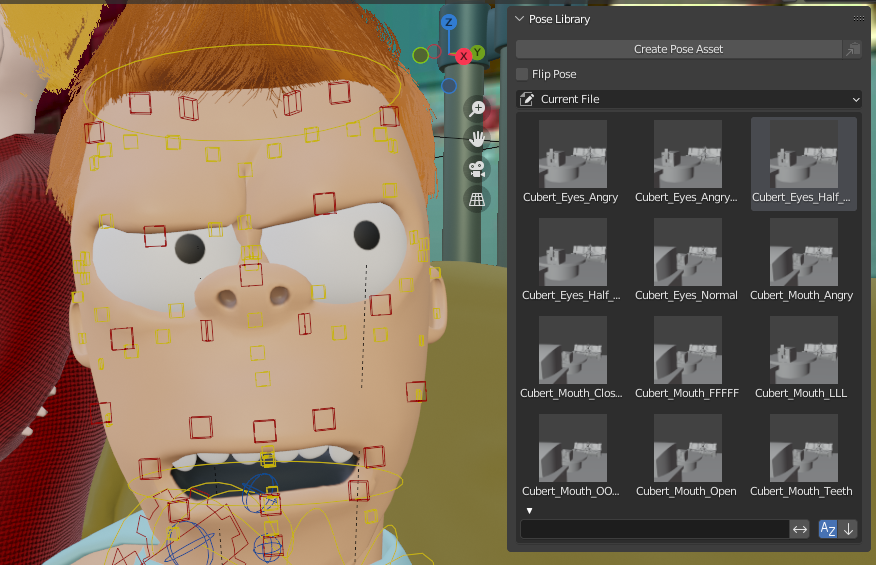 Z
Y
X
Pose Library
Create Pose Asset
Flip Pose
Current File
Cubert_Eyes_Angry
Cubert_Eyes_Angry...
Cubert_Eyes_Half_...
Cubert_Eyes_Half_...
Cubert_Eyes_Normal
Cubert_Mouth_Angry
Cubert_Mouth_Clos...
Cubert_Mouth_FFFFF
Cubert_Mouth_LLL
Cubert_Mouth_OO...
Cubert_Mouth_Open
Cubert_Mouth_Teeth
AZ